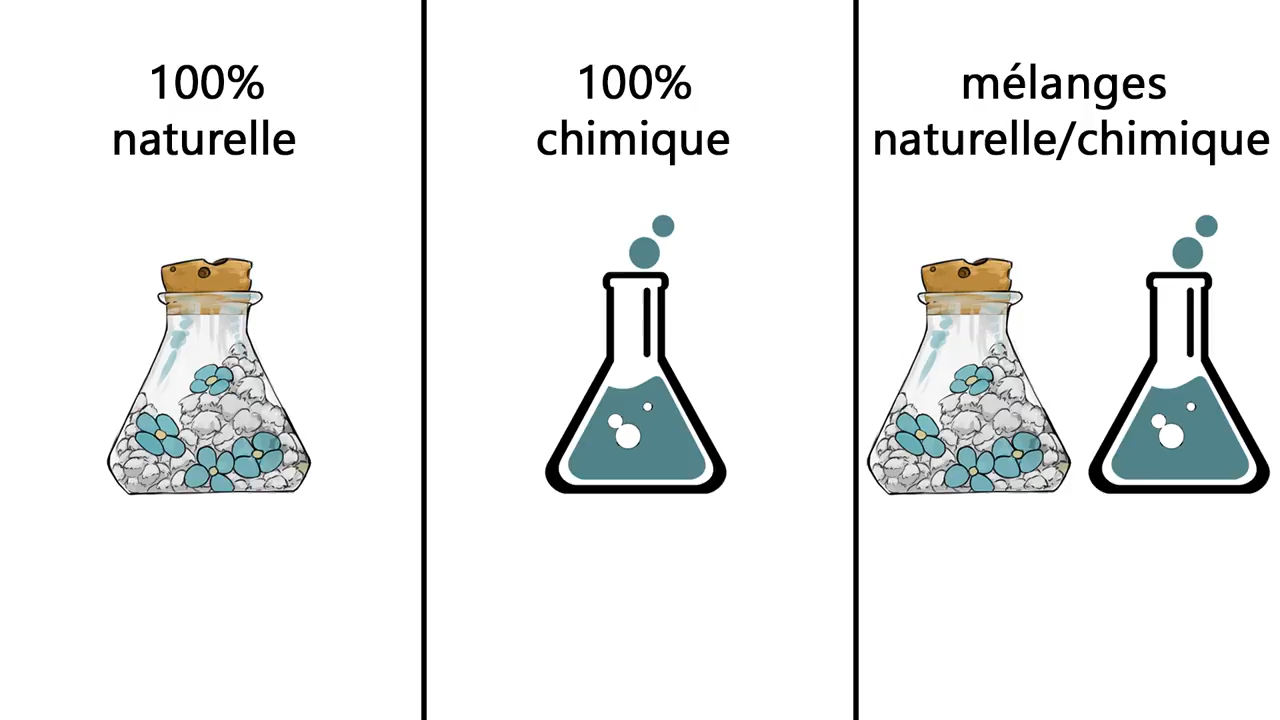 100%
naturelle
100%
chimique
mélanges
naturelle/chimique